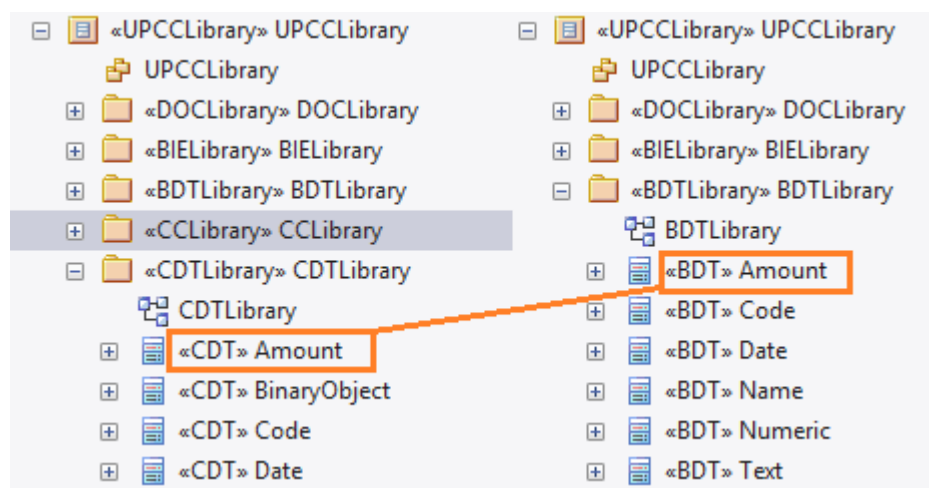 «UPCCLibrary» UPCCLibrary
UPCCLibrary
«DOCLibrary» DOCLibrary
«BIELibrary» BIELibrary
«BDTLibrary» BDTLibrary
«CCLibrary» CCLibrary
«CDTLibrary» CDTLibrary
CDTLibrary
«CDT» Amount
«CDT» BinaryObject
«CDT» Code
«CDT» Date
«UPCCLibrary» UPCCLibrary
UPCCLibrary
«DOCLibrary» DOCLibrary
«BIELibrary» BIELibrary
«BDTLibrary» BDTLibrary
BDTLibrary
«BDT» Amount
«BDT» Code
«BDT» Date
«BDT» Name
«BDT» Numeric
«BDT» Text